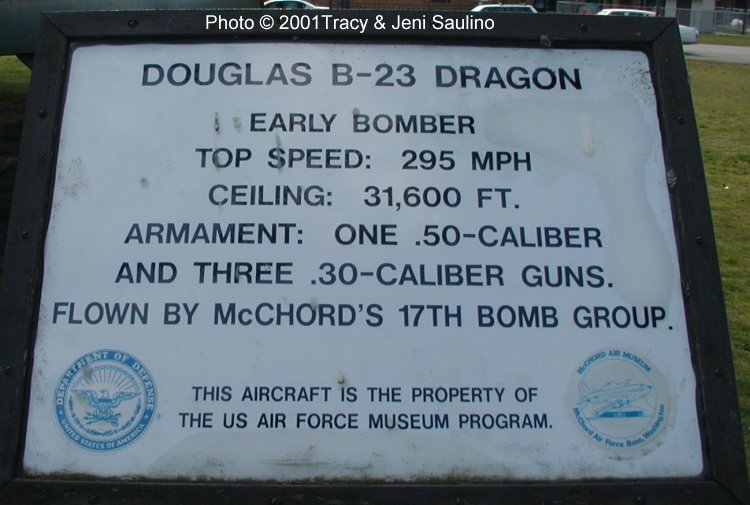 Photo © 2001Tracy & Jeni Saulino
DOUGLAS B-23 DRAGON
EARLY BOMBER
TOP SPEED: 295 MPH
CEILING: 31,600 FT.
ARMAMENT: ONE .50-CALIBER
AND THREE .30-CALIBER GUNS.
FLOWN BY McCHORD'S 17TH BOMB GROUP.
DEPARTMENT OF DEFENSE
UNITED STATES OF AMERICA
THIS AIRCRAFT IS THE PROPERTY OF
THE US AIR FORCE MUSEUM PROGRAM.
McCHORD AIR MUSEUM
McChord Air Force Base, Washington